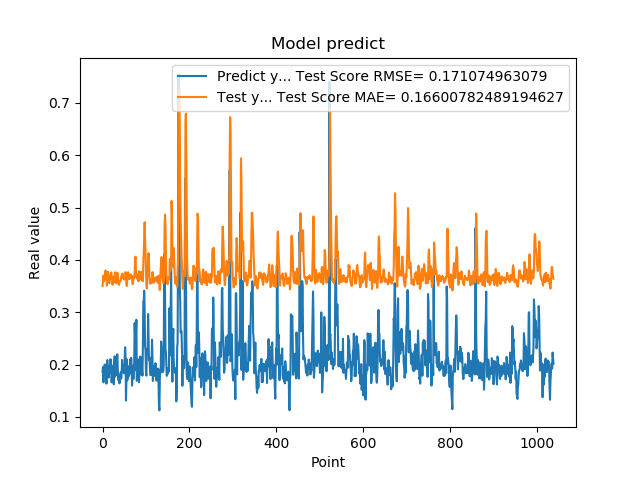 Model predict
Predict y... Test Score RMSE= 0.171074963079
Test y... Test Score MAE= 0.16600782489194627
0.7
0.6
0.5
0.4
0.3
0.2
0.1
Real value
0 200 400 600 800 1000
Point